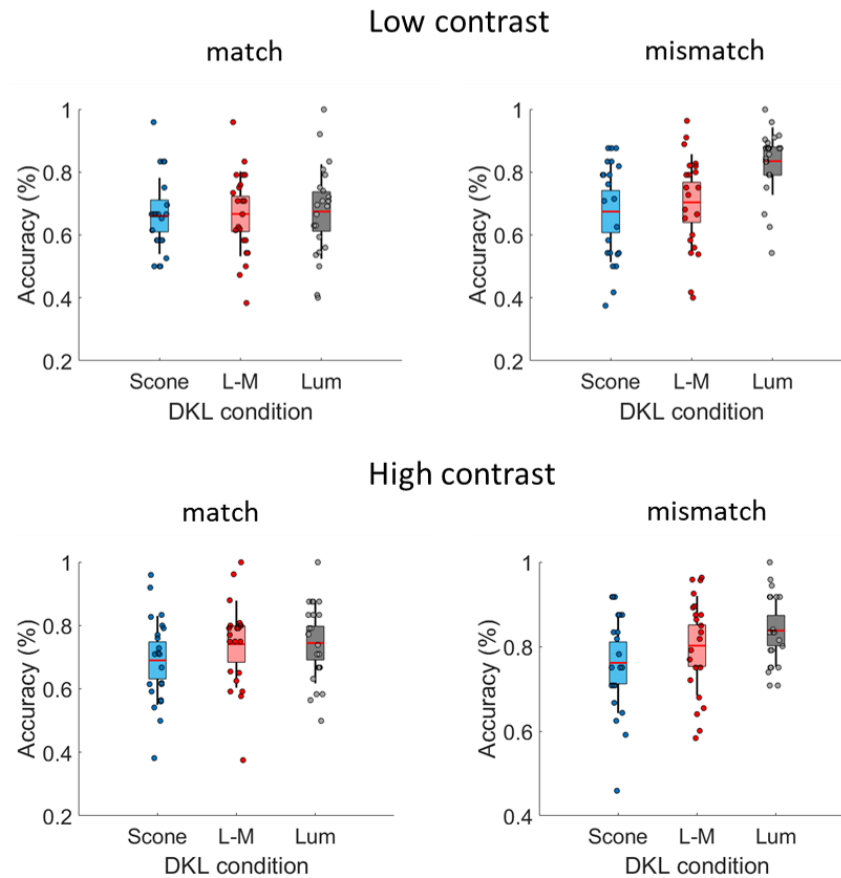 Low contrast
match
mismatch
Accuracy (%)
1
0.8
0.6
0.4
0.2
Scone L-M Lum
DKL condition
Accuracy (%)
1
0.8
0.6
0.4
0.2
Scone L-M Lum
DKL condition
High contrast
match
mismatch
Accuracy (%)
1
0.8
0.6
0.4
0.2
Scone L-M Lum
DKL condition
Accuracy (%)
1
0.8
0.6
0.4
Scone L-M Lum
DKL condition